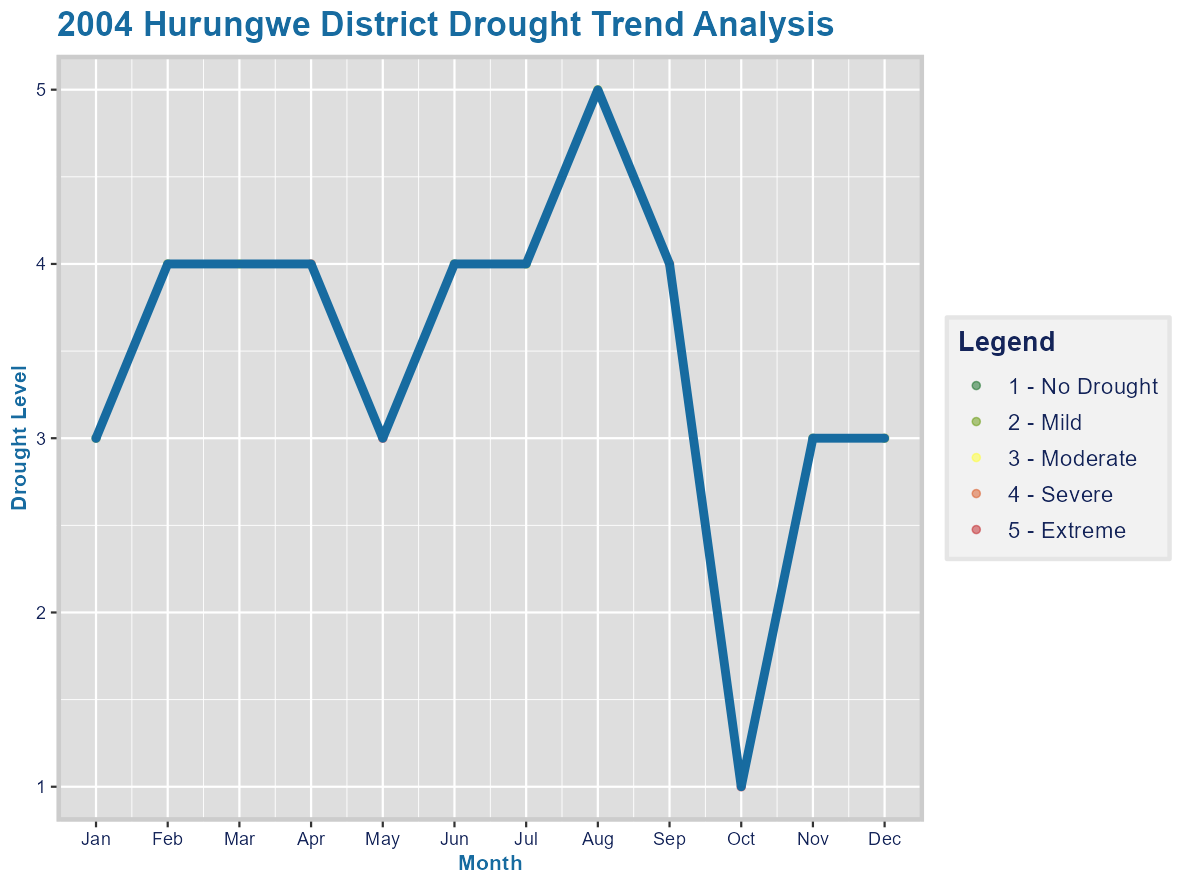 2004 Hurungwe District Drought Trend Analysis
5
4
3
2
1
Drought Level
Jan Feb Mar Apr May Jun Jul Aug Sep Oct Nov Dec
Month
Legend
1 - No Drought
2 - Mild
3 - Moderate
4 - Severe
5 - Extreme